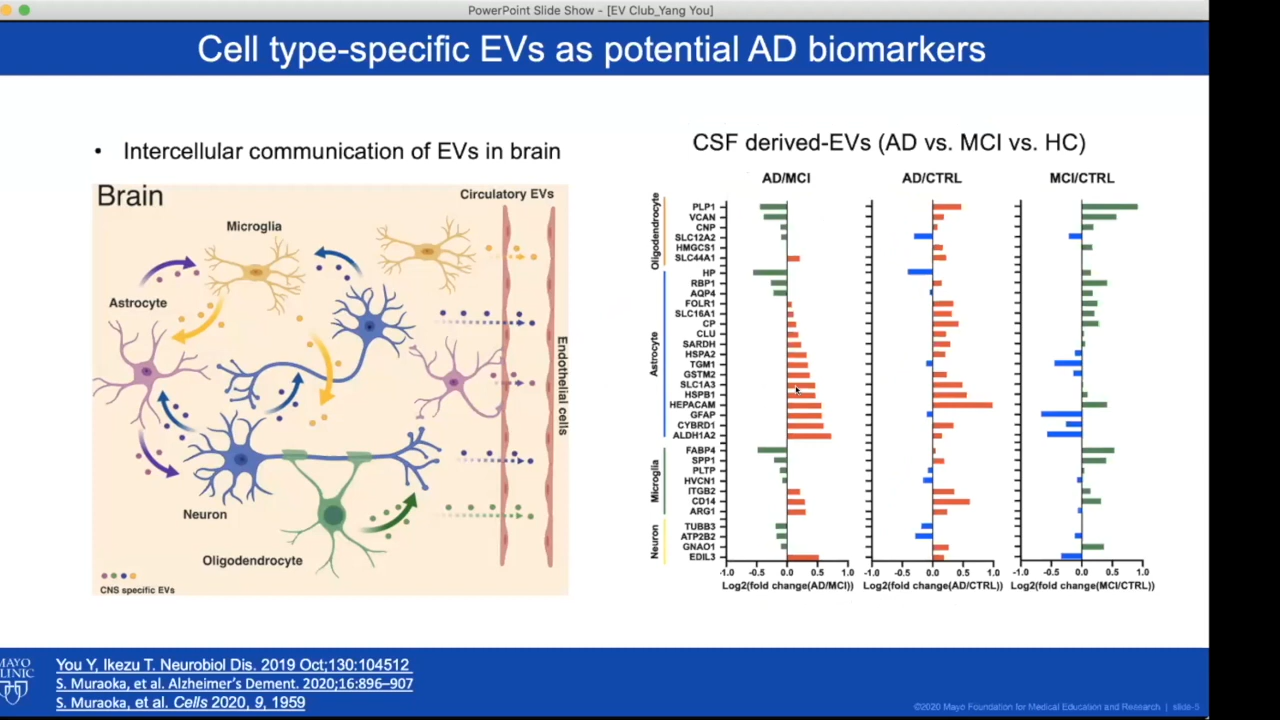 PowerPoint Slide Show - [EV Club_Yang You]
Cell type-specific EVs as potential AD biomarkers
• Intercellular communication of EVs in brain
Brain
Circulatory EVs
Microglia
Astrocyte
Endothelial cells
Neuron
Oligodendrocyte
CNS specific EVs
CSF derived-EVs (AD vs. MCI vs. HC)
AD/MCI
AD/CTRL
MCI/CTRL
Oligodendrocyte
PLP1
VCAN
CNP
SLC12A2
HMGCS1
SLC44A1
Astrocyte
HP
RBP1
AQP4
FOLR1
SLC16A1
CP
CLU
SARDH
HSPA2
TGM1
GSTM2
SLC1A3
HSPB1
HEPACAM
GFAP
CYBRD1
ALDH1A2
Microglia
FABP4
SPP1
PLTP
HVCN1
ITGB2
CD14
ARG1
Neuron
TUBB3
ATP2B2
GNAO1
EDIL3
-1.0 -0.5 0.0 0.5 1.0
-1.0 -0.5 0.0 0.5 1.0
-1.0 -0.5 0.0 0.5 1.0
Log2(fold change(AD/MCI))
Log2(fold change(AD/CTRL))
Log2(fold change(MCI/CTRL))
MAYO
CLINIC
You Y, Ikezu T. Neurobiol Dis. 2019 Oct;130:104512
S. Muraoka, et al. Alzheimer's Dement. 2020;16:896–907
S. Muraoka, et al. Cells 2020, 9, 1959
©2020 Mayo Foundation for Medical Education and Research | slide-5